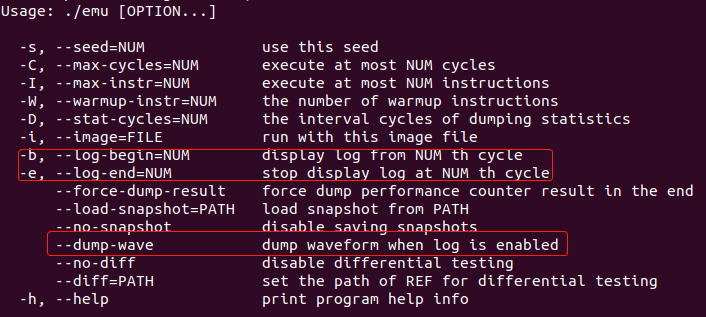 Usage: ./emu [OPTION...]
-s, --seed=NUM use this seed
-C, --max-cycles=NUM execute at most NUM cycles
-I, --max-instr=NUM execute at most NUM instructions
-W, --warmup-instr=NUM the number of warmup instructions
-D, --stat-cycles=NUM the interval cycles of dumping statistics
-i, --image=FILE run with this image file
-b, --log-begin=NUM display log from NUM th cycle
-e, --log-end=NUM stop display log at NUM th cycle
--force-dump-result force dump performance counter result in the end
--load-snapshot=PATH load snapshot from PATH
--no-snapshot disable saving snapshots
--dump-wave dump waveform when log is enabled
--no-diff disable differential testing
--diff=PATH set the path of REF for differential testing
-h, --help print program help info